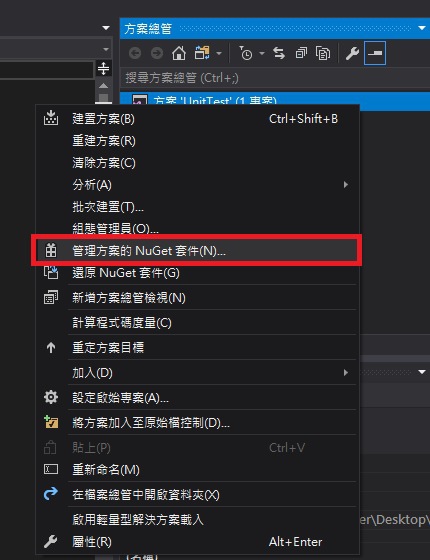 方案總管
搜尋方案總管 (Ctrl+;)
方案 'UnitTest' (1 專案)
建置方案(B) Ctrl+Shift+B
重建方案(R)
清除方案(C)
分析(A)
批次建置(T)...
組態管理員(O)...
管理方案的 NuGet 套件(N)...
還原 NuGet 套件(G)
新增方案總管檢視(N)
計算程式碼度量(C)
重定方案目標
加入(D)
設定啟始專案(A)...
將方案加入至原始檔控制(D)...
貼上(P) Ctrl+V
重新命名(M)
在檔案總管中開啟資料夾(X)
啟用輕量型解決方案載入
er\Desktop\
屬性(R) Alt+Enter
(名稱)